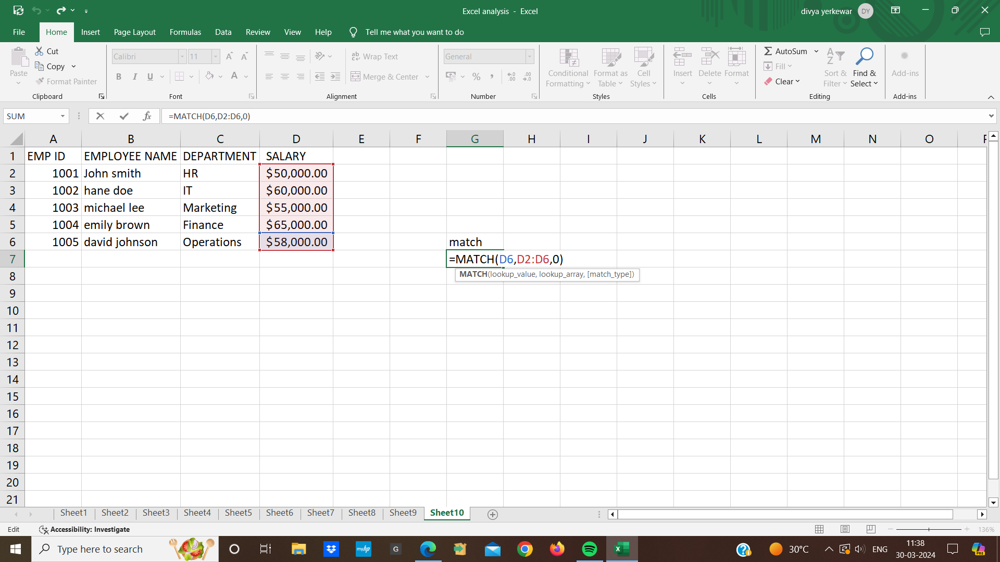 Excel analysis - Excel
divya yerkewar DY
File Home Insert Page Layout Formulas Data Review View Help Tell me what you want to do
Paste
Cut
Copy
Format Painter
Clipboard
Calibri 11
B I U A
Font
ab Wrap Text
Merge & Center
Alignment
General
% ,
Number
Conditional Formatting
Format as Table
Cell Styles
Styles
Insert Delete Format
Cells
AutoSum
Fill
Clear
Sort & Filter
Find & Select
Editing
Add-ins
Add-ins
SUM fx =MATCH(D6,D2:D6,0)
A B C D E F G H I J K L M N O
1 EMP ID EMPLOYEE NAME DEPARTMENT SALARY
2 1001 John smith HR $50,000.00
3 1002 hane doe IT $60,000.00
4 1003 michael lee Marketing $55,000.00
5 1004 emily brown Finance $65,000.00
6 1005 david johnson Operations $58,000.00 match
7 =MATCH(D6,D2:D6,0)
MATCH(lookup_value, lookup_array, [match_type])
8
9
10
11
12
13
14
15
16
17
18
19
20
21
Sheet1 Sheet2 Sheet3 Sheet4 Sheet5 Sheet6 Sheet7 Sheet8 Sheet9 Sheet10
Edit Accessibility: Investigate 136%
Type here to search myhp G 30°C ENG 11:38 PRE
30-03-2024